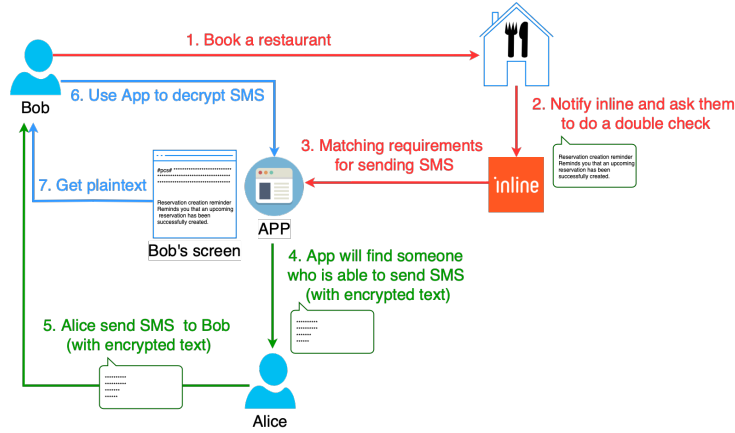 1. Book a restaurant
Bob
6. Use App to decrypt SMS
2. Notify inline and ask them
to do a double check
3. Matching requirements
for sending SMS
Reservation creation reminder
Reminds you that an upcoming
reservation has been
successfully created.
inline
7. Get plaintext
#pcs# **************************
********************************
********************************
Reservation creation reminder
Reminds you that an upcoming
reservation has been
successfully created.
APP
Bob's screen
4. App will find someone
who is able to send SMS
(with encrypted text)
**********
**********
*******
******
5. Alice send SMS to Bob
(with encrypted text)
**********
**********
*******
******
Alice